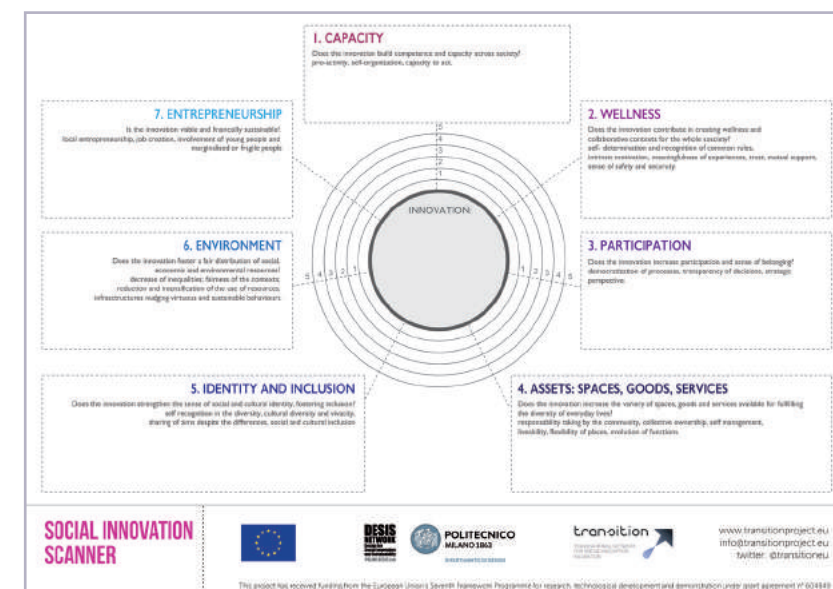 1. CAPACITY
Does the innovation build competence and capacity across society?
pro-activity, self-organization, capacity to act.
7. ENTREPRENEURSHIP
Is the innovation viable and financially sustainable?
local entrepreneurship, job creation, involvement of young people and
marginalised or fragile people
2. WELLNESS
Does the innovation contribute in creating wellness and
collaborative contexts for the whole society?
self- determination and recognition of common rules,
intrinsic motivation, meaningfulness of experiences, trust, mutual support,
sense of safety and security.
5
4
3
2
1
INNOVATION
6. ENVIRONMENT
Does the innovation foster a fair distribution of social,
economic and environmental resources?
decrease of inequalities; fairness of the contexts;
reduction and intensification of the use of resources;
infrastructures nudging virtuous and sustainable behaviours
5 4 3 2 1
1 2 3 4 5
3. PARTICIPATION
Does the innovation increase participation and sense of belonging?
democratization of processes, transparency of decisions, strategic
perspective.
5. IDENTITY AND INCLUSION
Does the innovation strengthen the sense of social and cultural identity, fostering inclusion?
self recognition in the diversity, cultural diversity and vivacity,
sharing of aims despite the differences, social and cultural inclusion
4. ASSETS: SPACES, GOODS, SERVICES
Does the innovation increase the variety of spaces, goods and services available for fulfilling
the diversity of everyday lives?
responsibility taking by the community, collective ownership, self management,
liveability, flexibility of places, evolution of functions
SOCIAL INNOVATION
SCANNER
DESIS
NETWORK
POLITECNICO
MILANO 1863
transition
www.transitionproject.eu
info@transitionproject.eu
twitter: @transitioneu
This project has received funding from the European Union's Seventh Framework Programme for research, technological development and demonstration under grant agreement nº 604849